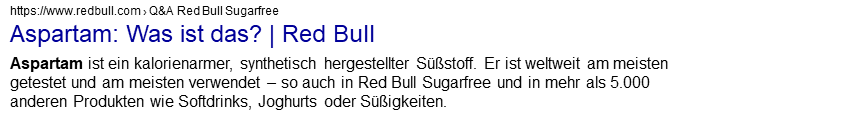 https://www.redbull.com › Q&A Red Bull Sugarfree
Aspartam: Was ist das? | Red Bull
Aspartam ist ein kalorienarmer, synthetisch hergestellter Süßstoff. Er ist weltweit am meisten
getestet und am meisten verwendet – so auch in Red Bull Sugarfree und in mehr als 5.000
anderen Produkten wie Softdrinks, Joghurts oder Süßigkeiten.